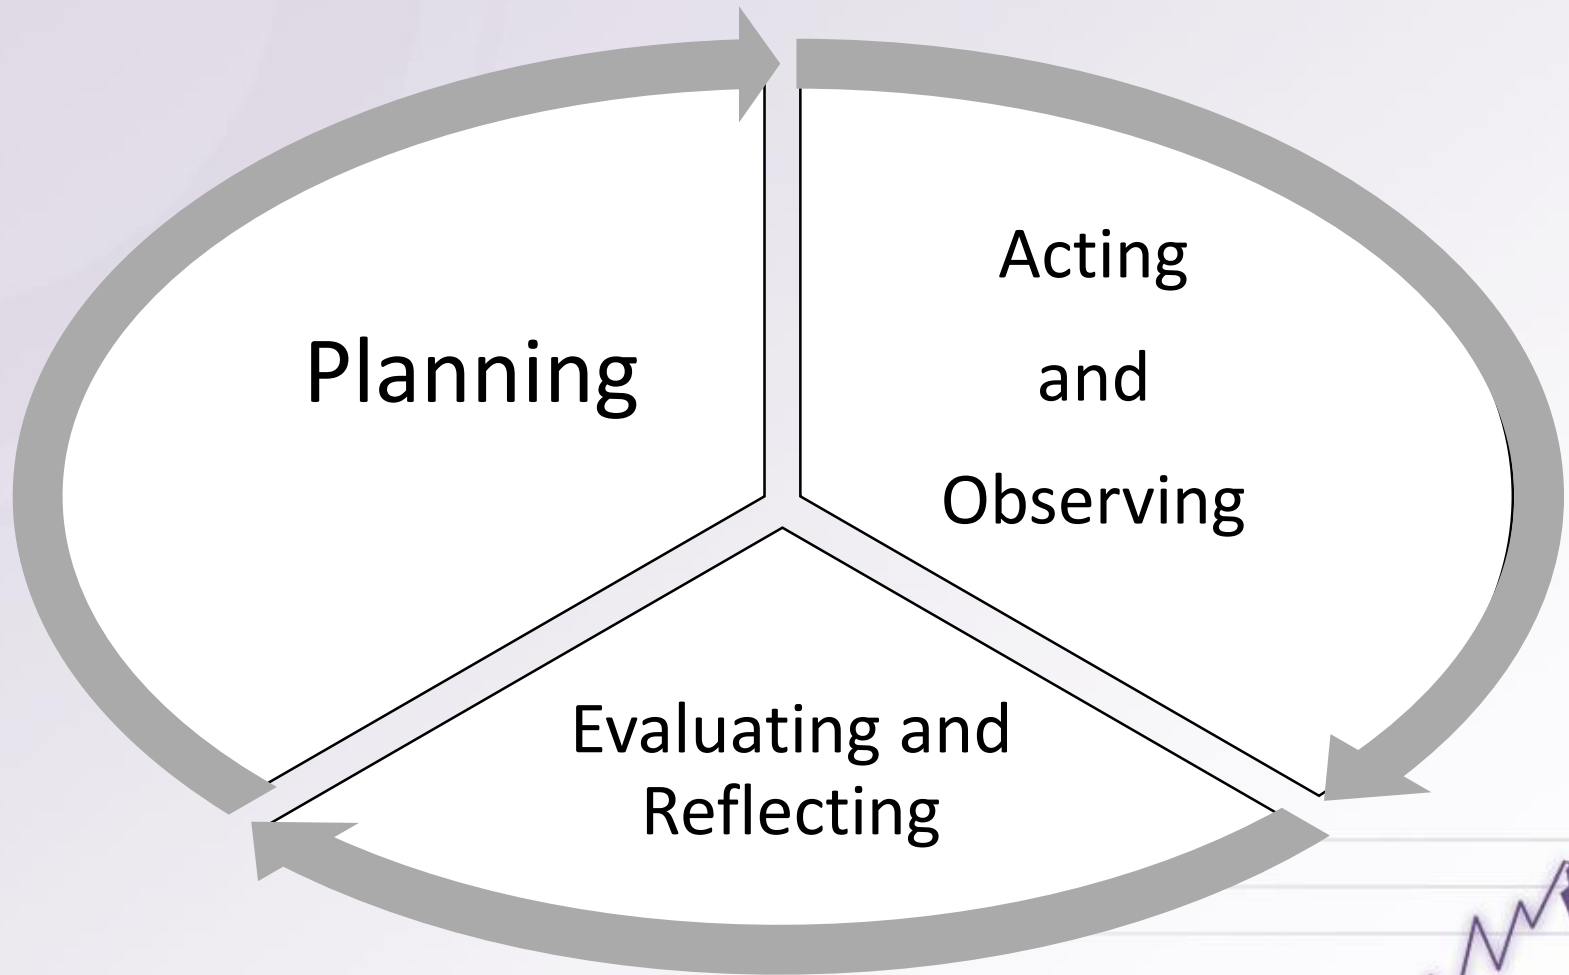 Planning
Acting
and
Observing
Evaluating and
Reflecting